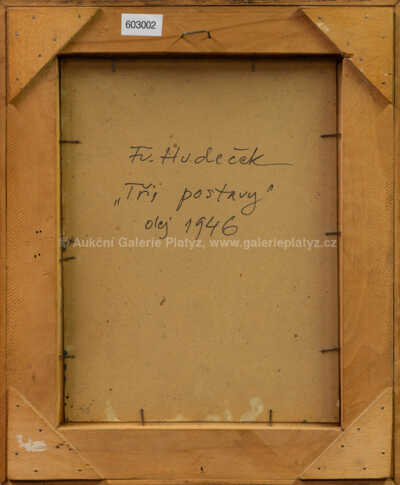 603002
Fr. Hudeček
„Tři postavy“
olej 1946
© Aukční Galerie Platýz, www.galerieplatyz.cz